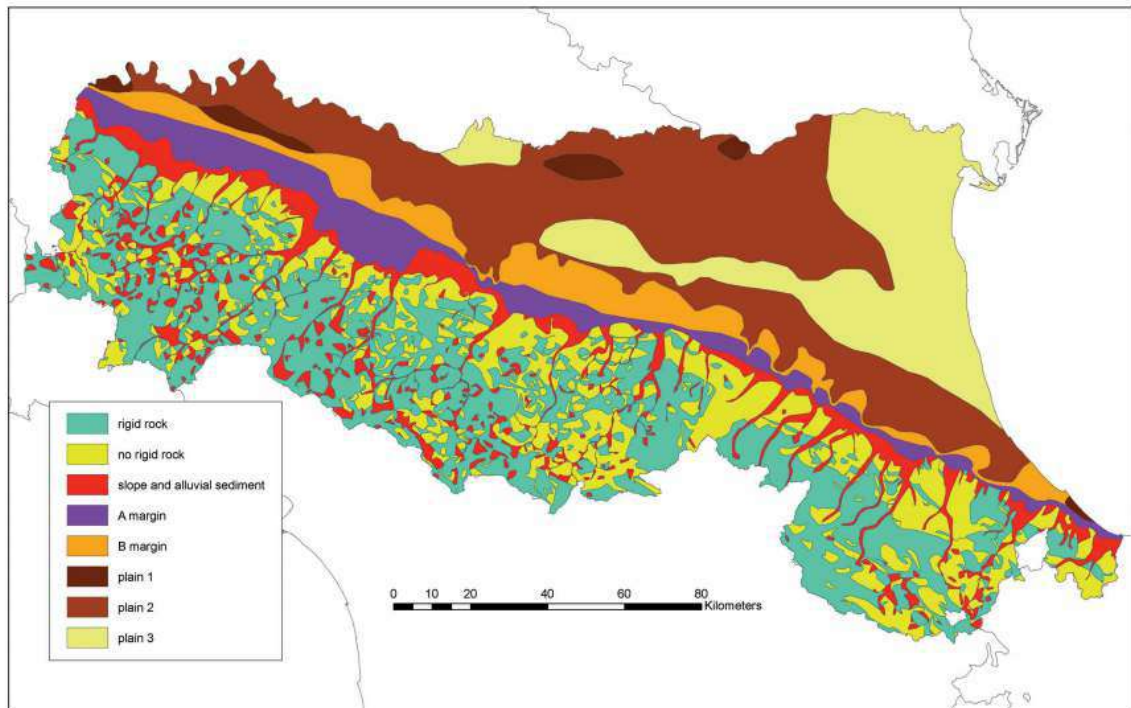 rigid rock
no rigid rock
slope and alluvial sediment
A margin
B margin
plain 1
plain 2
plain 3
0 10 20 40 60 80
Kilometers